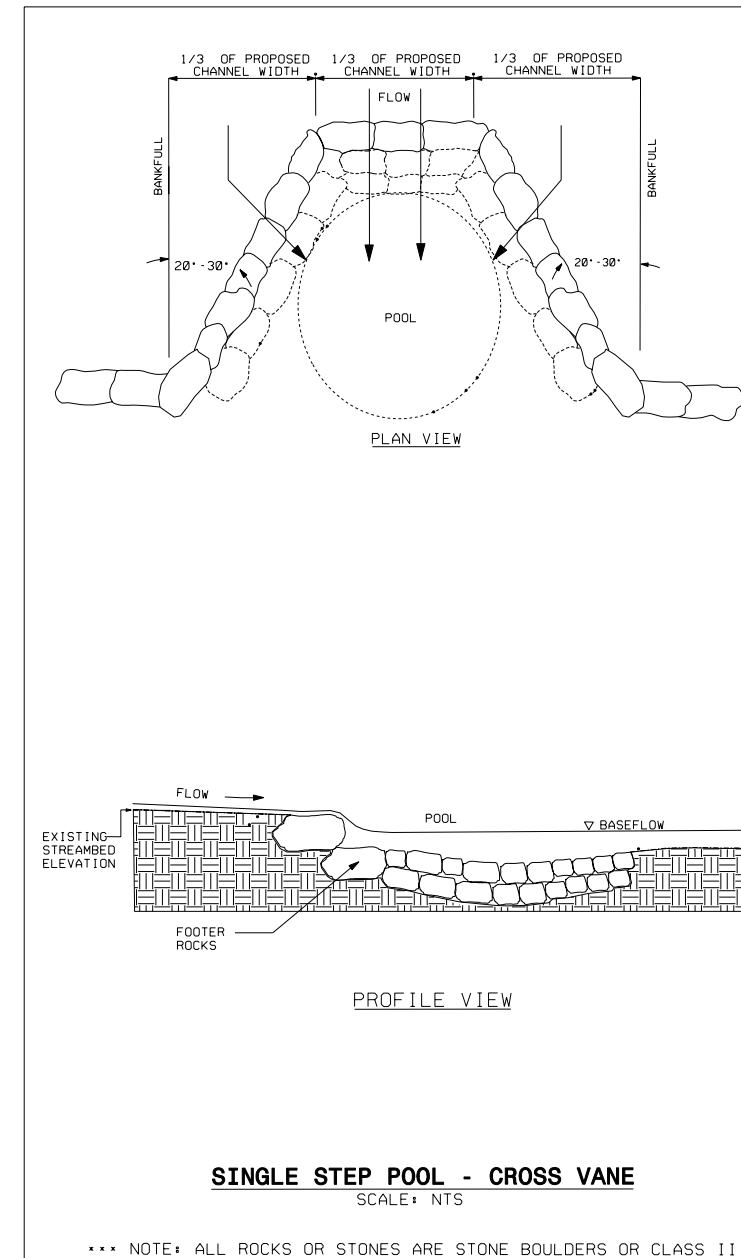 1/3 OF PROPOSED
CHANNEL WIDTH
1/3 OF PROPOSED
CHANNEL WIDTH
1/3 OF PROPOSED
CHANNEL WIDTH
FLOW
BANKFULL
BANKFULL
20°-30°
20°-30°
POOL
PLAN VIEW
FLOW
POOL
BASEFLOW
EXISTING
STREAMBED
ELEVATION
FOOTER
ROCKS
PROFILE VIEW
SINGLE STEP POOL - CROSS VANE
SCALE: NTS
*** NOTE: ALL ROCKS OR STONES ARE STONE BOULDERS OR CLASS II